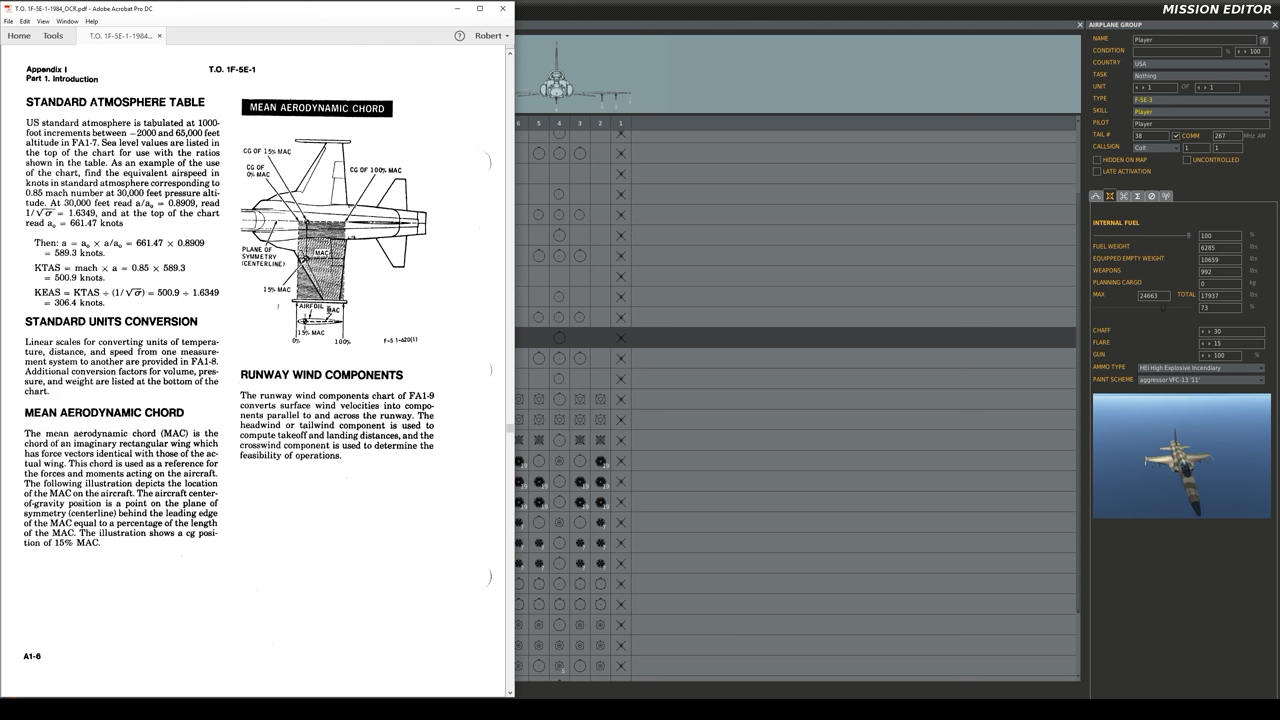 T.O. 1F-5E-1-1984_OCR.pdf - Adobe Acrobat Pro DC
File Edit View Window Help
Home Tools T.O. 1F-5E-1-1984... × ? Robert
Appendix I
Part 1. Introduction
T.O. 1F-5E-1
STANDARD ATMOSPHERE TABLE
US standard atmosphere is tabulated at 1000-
foot increments between −2000 and 65,000 feet
altitude in FA1-7. Sea level values are listed in
the top of the chart for use with the ratios
shown in the table. As an example of the use
of the chart, find the equivalent airspeed in
knots in standard atmosphere corresponding to
0.85 mach number at 30,000 feet pressure alti-
tude. At 30,000 feet read a/a₀ = 0.8909, read
1/√σ = 1.6349, and at the top of the chart
read a₀ = 661.47 knots
Then: a = a₀ × a/a₀ = 661.47 × 0.8909
= 589.3 knots.
KTAS = mach × a = 0.85 × 589.3
= 500.9 knots.
KEAS = KTAS ÷ (1/√σ) = 500.9 ÷ 1.6349
= 306.4 knots.
STANDARD UNITS CONVERSION
Linear scales for converting units of tempera-
ture, distance, and speed from one measure-
ment system to another are provided in FA1-8.
Additional conversion factors for volume, pres-
sure, and weight are listed at the bottom of the
chart.
MEAN AERODYNAMIC CHORD
The mean aerodynamic chord (MAC) is the
chord of an imaginary rectangular wing which
has force vectors identical with those of the ac-
tual wing. This chord is used as a reference for
the forces and moments acting on the aircraft.
The following illustration depicts the location
of the MAC on the aircraft. The aircraft center-
of-gravity position is a point on the plane of
symmetry (centerline) behind the leading edge
of the MAC equal to a percentage of the length
of the MAC. The illustration shows a cg posi-
tion of 15% MAC.
A1-6
MEAN AERODYNAMIC CHORD
CG OF 15% MAC
CG OF
0% MAC
CG OF 100% MAC
PLANE OF
SYMMETRY
(CENTERLINE)
MAC
15% MAC
AIRFOIL
MAC
15% MAC
0% 100%
F-5 1-620(1)
RUNWAY WIND COMPONENTS
The runway wind components chart of FA1-9
converts surface wind velocities into compo-
nents parallel to and across the runway. The
headwind or tailwind component is used to
compute takeoff and landing distances, and the
crosswind component is used to determine the
feasibility of operations.
6 5 4 3 2 1
MISSION EDITOR
AIRPLANE GROUP
NAME Player ?
CONDITION % 100
COUNTRY USA
TASK Nothing
UNIT 1 OF 1
TYPE F-5E-3
SKILL Player
PILOT Player
TAIL # 38 COMM 267 MHz AM
CALLSIGN Colt 1 1
HIDDEN ON MAP UNCONTROLLED
LATE ACTIVATION
INTERNAL FUEL
100 %
FUEL WEIGHT 6285 lbs
EQUIPPED EMPTY WEIGHT 10659 lbs
WEAPONS 992 lbs
PLANNING CARGO 0 kg
MAX 24663 TOTAL 17937 lbs
73 %
CHAFF 30
FLARE 15
GUN 100 %
AMMO TYPE HEI High Explosive Incendiary
PAINT SCHEME aggressor VFC-13 '11'